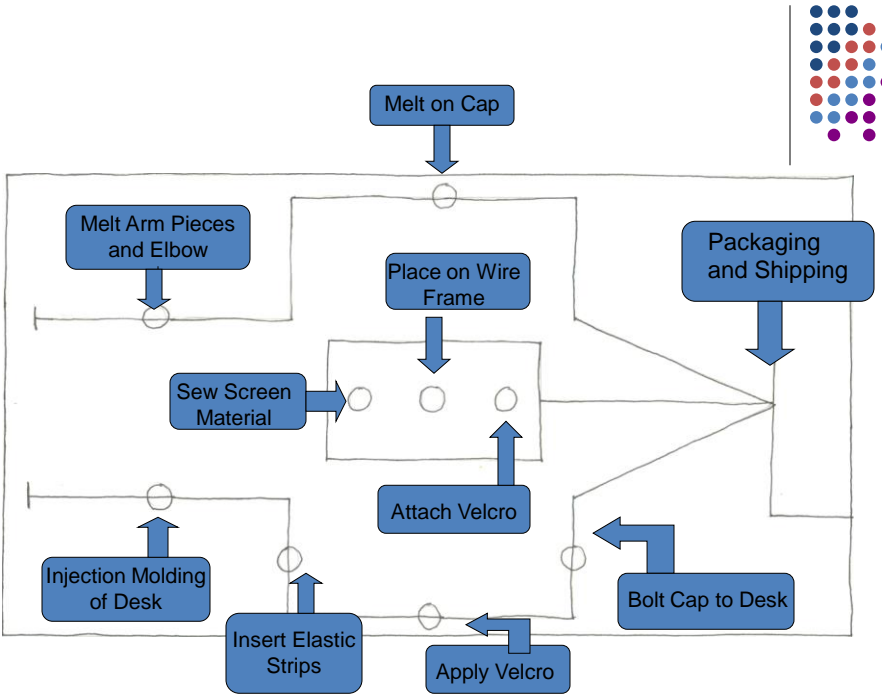 Melt on Cap
Melt Arm Pieces
and Elbow
Packaging
and Shipping
Place on Wire
Frame
Sew Screen
Material
Attach Velcro
Injection Molding
of Desk
Bolt Cap to Desk
Insert Elastic
Strips
Apply Velcro